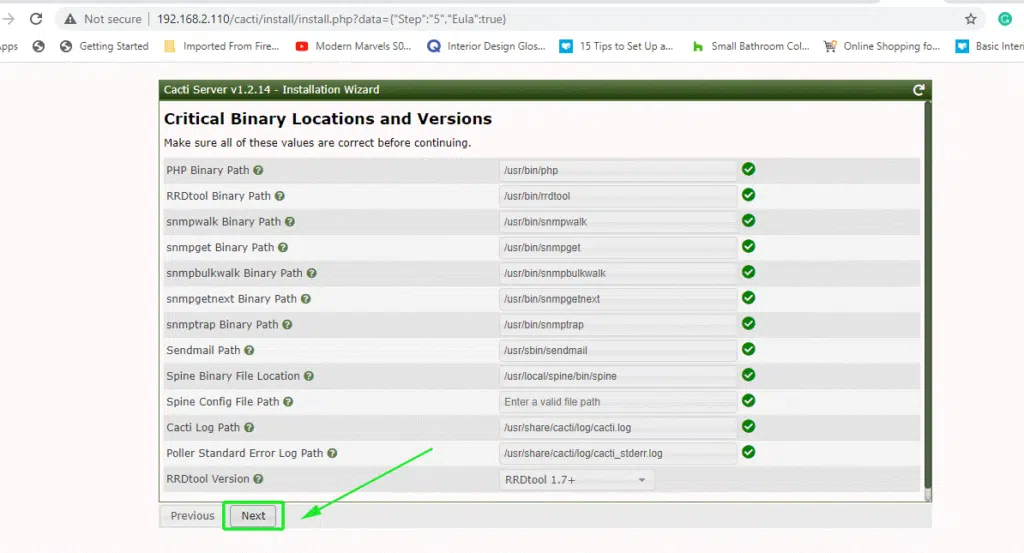 Not secure | 192.168.2.110/cacti/install/install.php?data={"Step":"5","Eula":true}
Apps Getting Started Imported From Fire... Modern Marvels S0... Interior Design Glos... 15 Tips to Set Up a... Small Bathroom Col... Online Shopping fo... Basic Interi
Cacti Server v1.2.14 - Installation Wizard
Critical Binary Locations and Versions
Make sure all of these values are correct before continuing.
PHP Binary Path ? /usr/bin/php
RRDtool Binary Path ? /usr/bin/rrdtool
snmpwalk Binary Path ? /usr/bin/snmpwalk
snmpget Binary Path ? /usr/bin/snmpget
snmpbulkwalk Binary Path ? /usr/bin/snmpbulkwalk
snmpgetnext Binary Path ? /usr/bin/snmpgetnext
snmptrap Binary Path ? /usr/bin/snmptrap
Sendmail Path ? /usr/sbin/sendmail
Spine Binary File Location ? /usr/local/spine/bin/spine
Spine Config File Path ? Enter a valid file path
Cacti Log Path ? /usr/share/cacti/log/cacti.log
Poller Standard Error Log Path ? /usr/share/cacti/log/cacti_stderr.log
RRDtool Version ? RRDtool 1.7+
Previous Next